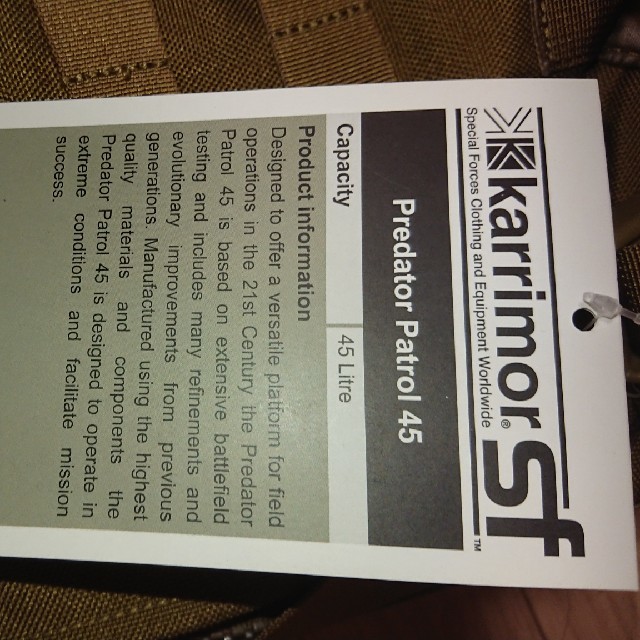 karrimor® sf™
Special Forces Clothing and Equipment Worldwide
Predator Patrol 45
Capacity 45 Litre
Product information
Designed to offer a versatile platform for field
operations in the 21st Century the Predator
Patrol 45 is based on extensive battlefield
testing and includes many refinements and
evolutionary improvements from previous
generations. Manufactured using the highest
quality materials and components the
Predator Patrol 45 is designed to operate in
extreme conditions and facilitate mission
success.